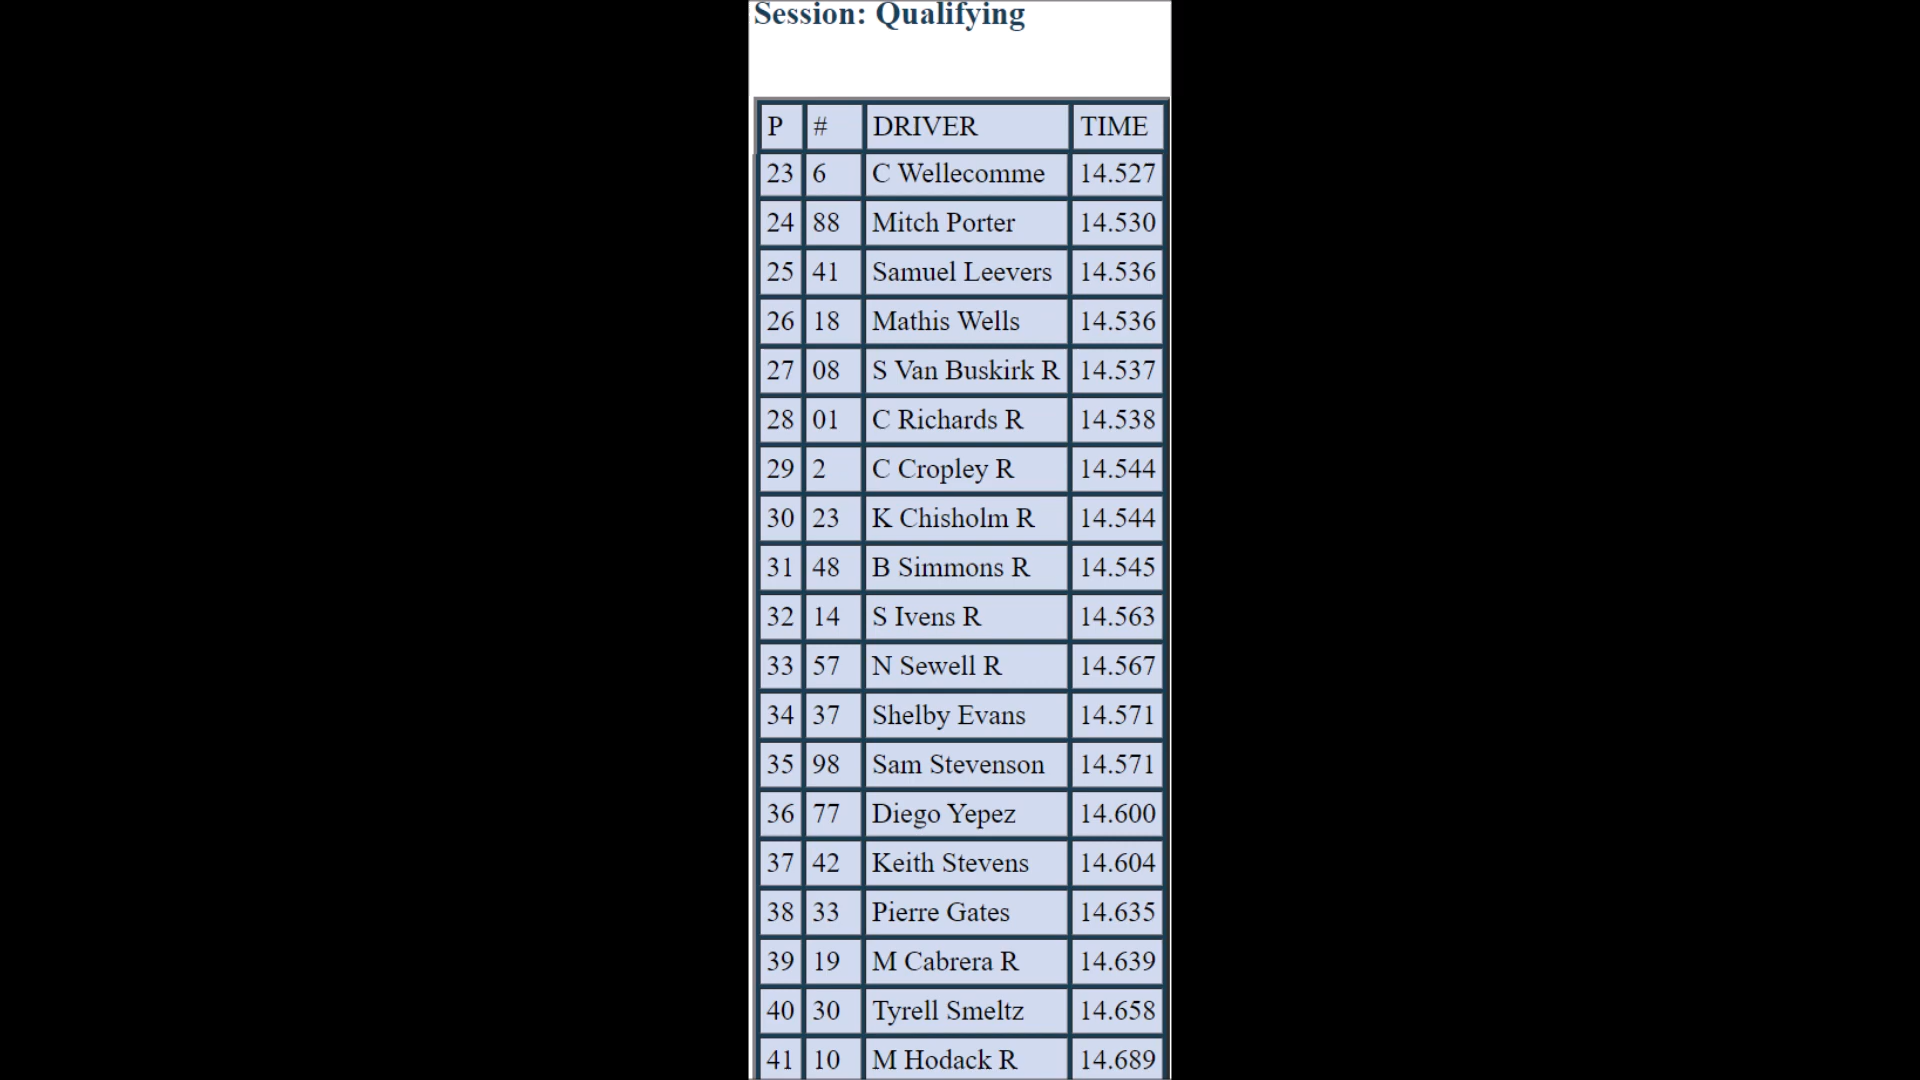 Session: Qualifying
P # DRIVER TIME
23 6 C Wellecomme 14.527
24 88 Mitch Porter 14.530
25 41 Samuel Leevers 14.536
26 18 Mathis Wells 14.536
27 08 S Van Buskirk R 14.537
28 01 C Richards R 14.538
29 2 C Cropley R 14.544
30 23 K Chisholm R 14.544
31 48 B Simmons R 14.545
32 14 S Ivens R 14.563
33 57 N Sewell R 14.567
34 37 Shelby Evans 14.571
35 98 Sam Stevenson 14.571
36 77 Diego Yepez 14.600
37 42 Keith Stevens 14.604
38 33 Pierre Gates 14.635
39 19 M Cabrera R 14.639
40 30 Tyrell Smeltz 14.658
41 10 M Hodack R 14.689